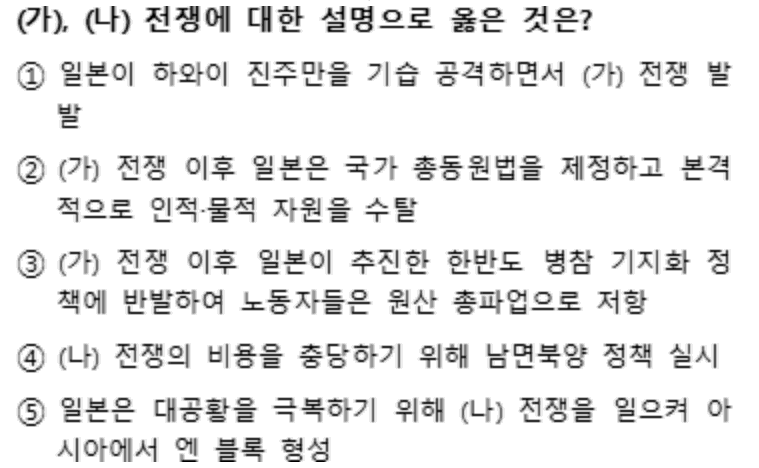 (가), (나) 전쟁에 대한 설명으로 옳은 것은?
① 일본이 하와이 진주만을 기습 공격하면서 (가) 전쟁 발
발
② (가) 전쟁 이후 일본은 국가 총동원법을 제정하고 본격
적으로 인적·물적 자원을 수탈
③ (가) 전쟁 이후 일본이 추진한 한반도 병참 기지화 정
책에 반발하여 노동자들은 원산 총파업으로 저항
④ (나) 전쟁의 비용을 충당하기 위해 남면북양 정책 실시
⑤ 일본은 대공황을 극복하기 위해 (나) 전쟁을 일으켜 아
시아에서 엔 블록 형성